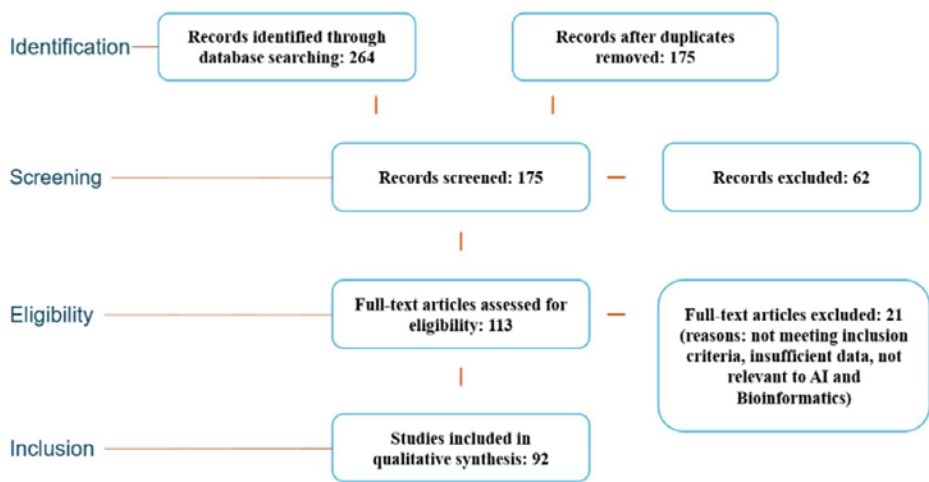 Identification
Records identified through
database searching: 264
Records after duplicates
removed: 175
Screening
Records screened: 175
Records excluded: 62
Eligibility
Full-text articles assessed for
eligibility: 113
Full-text articles excluded: 21
(reasons: not meeting inclusion
criteria, insufficient data, not
relevant to AI and
Bioinformatics)
Inclusion
Studies included in
qualitative synthesis: 92